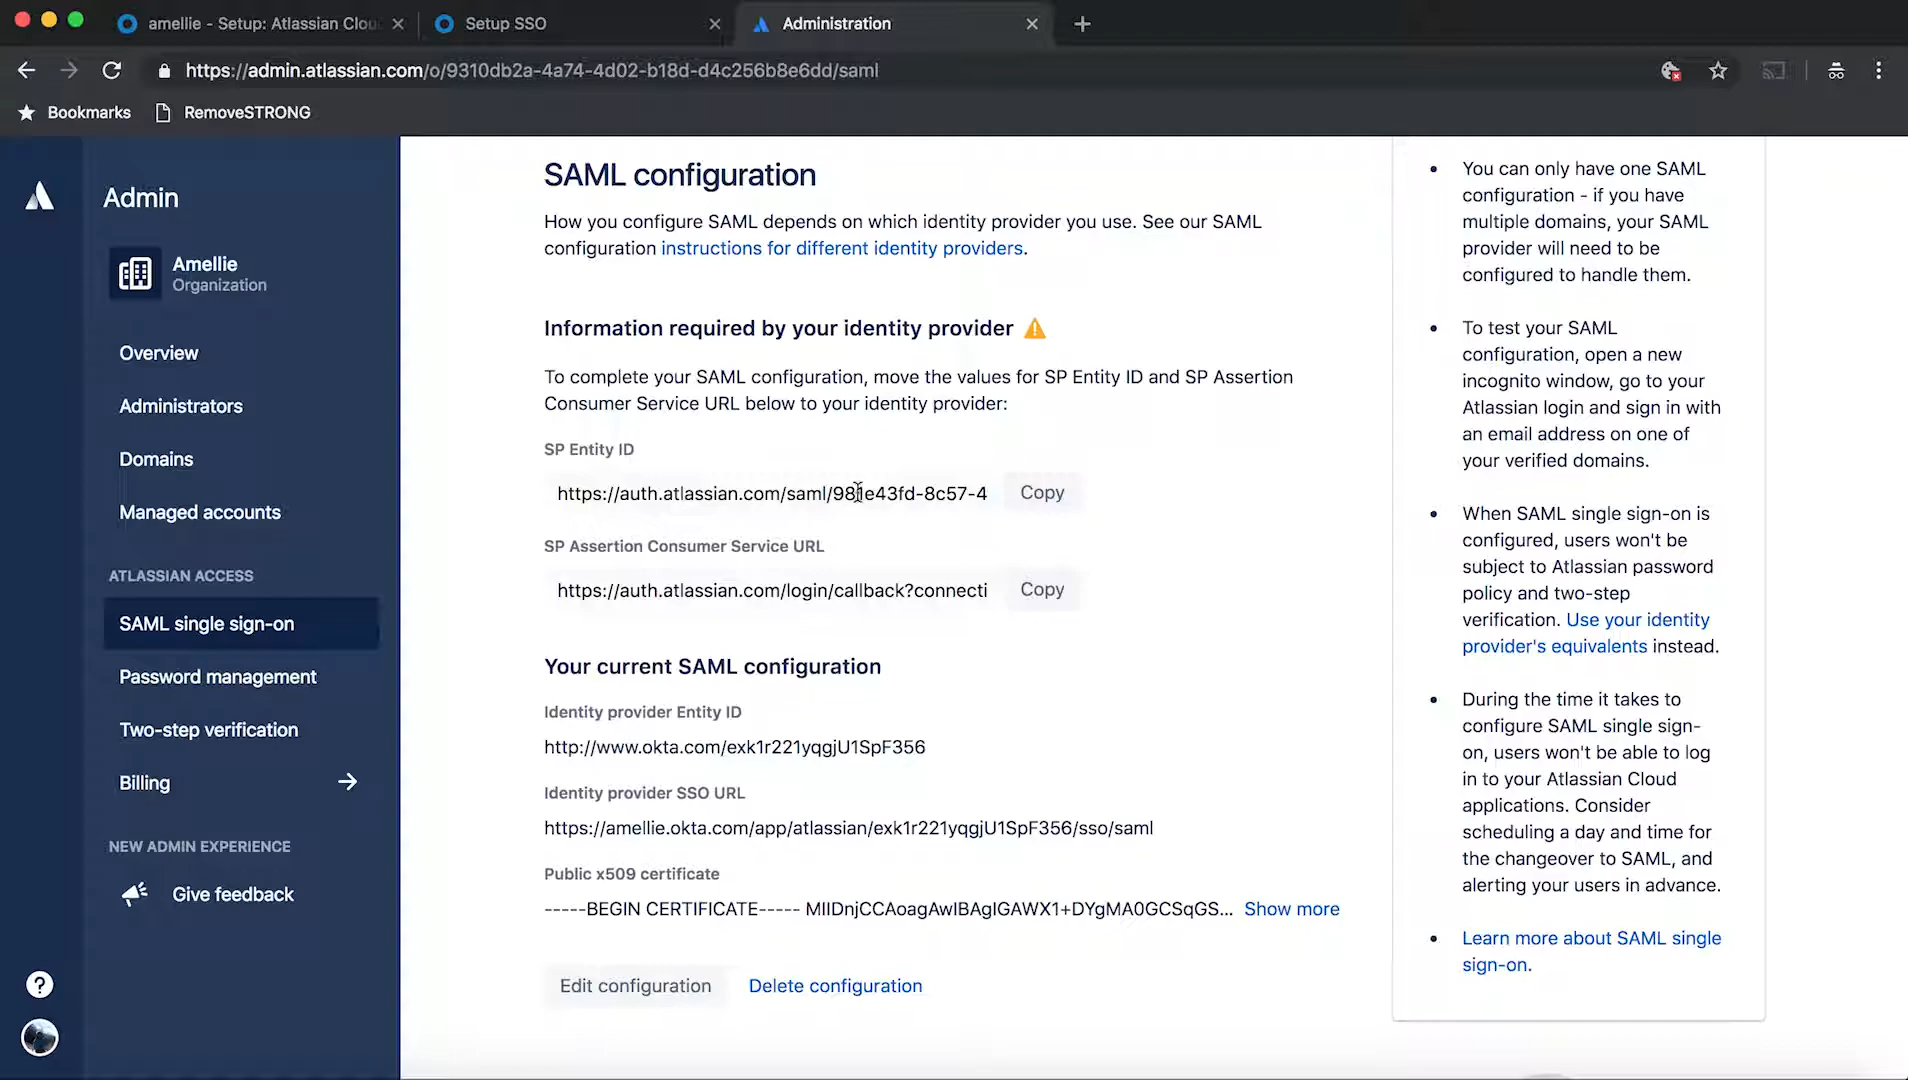 amellie - Setup: Atlassian Clou
Setup SSO
Administration
https://admin.atlassian.com/o/9310db2a-4a74-4d02-b18d-d4c256b8e6dd/saml
Bookmarks
RemoveSTRONG
Admin
Amellie
Organization
Overview
Administrators
Domains
Managed accounts
ATLASSIAN ACCESS
SAML single sign-on
Password management
Two-step verification
Billing
NEW ADMIN EXPERIENCE
Give feedback
SAML configuration
How you configure SAML depends on which identity provider you use. See our SAML
configuration instructions for different identity providers.
Information required by your identity provider
To complete your SAML configuration, move the values for SP Entity ID and SP Assertion
Consumer Service URL below to your identity provider:
SP Entity ID
https://auth.atlassian.com/saml/981e43fd-8c57-4
Copy
SP Assertion Consumer Service URL
https://auth.atlassian.com/login/callback?connecti
Copy
Your current SAML configuration
Identity provider Entity ID
http://www.okta.com/exk1r221yqgjU1SpF356
Identity provider SSO URL
https://amellie.okta.com/app/atlassian/exk1r221yqgjU1SpF356/sso/saml
Public x509 certificate
-----BEGIN CERTIFICATE----- MIIDnjCCAoagAwIBAgIGAWX1+DYgMA0GCSqGS... Show more
Edit configuration
Delete configuration
You can only have one SAML
configuration - if you have
multiple domains, your SAML
provider will need to be
configured to handle them.
To test your SAML
configuration, open a new
incognito window, go to your
Atlassian login and sign in with
an email address on one of
your verified domains.
When SAML single sign-on is
configured, users won't be
subject to Atlassian password
policy and two-step
verification. Use your identity
provider's equivalents instead.
During the time it takes to
configure SAML single sign-
on, users won't be able to log
in to your Atlassian Cloud
applications. Consider
scheduling a day and time for
the changeover to SAML, and
alerting your users in advance.
Learn more about SAML single
sign-on.